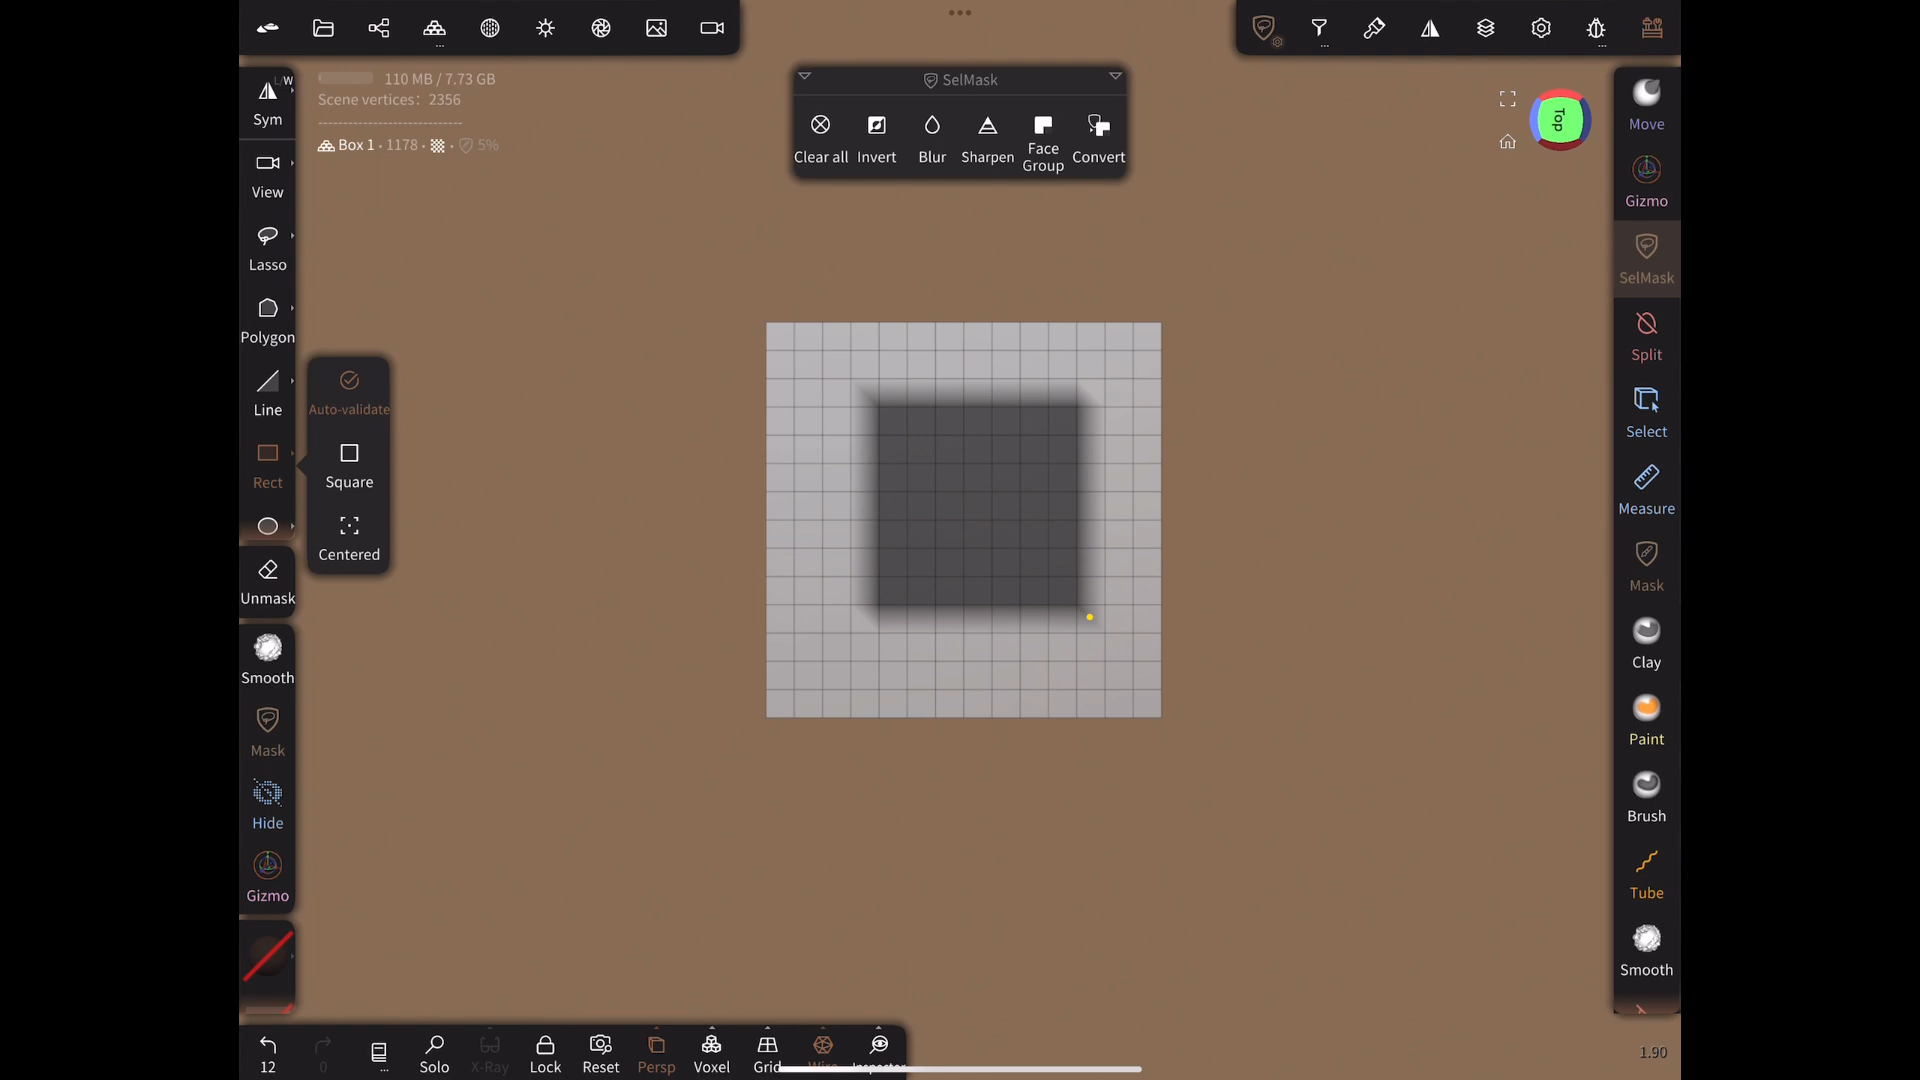 110 MB / 7.73 GB
Scene vertices: 2356
Box 1 • 1178 • 5%
SelMask
Clear all
Invert
Blur
Sharpen
Face
Group
Convert
Top
L/W
Sym
View
Lasso
Polygon
Line
Rect
Auto-validate
Square
Centered
Unmask
Smooth
Mask
Hide
Gizmo
Move
Gizmo
SelMask
Split
Select
Measure
Mask
Clay
Paint
Brush
Tube
Smooth
1.90
12
0
Solo
X-Ray
Lock
Reset
Persp
Voxel
Grid
Wire
Inspector